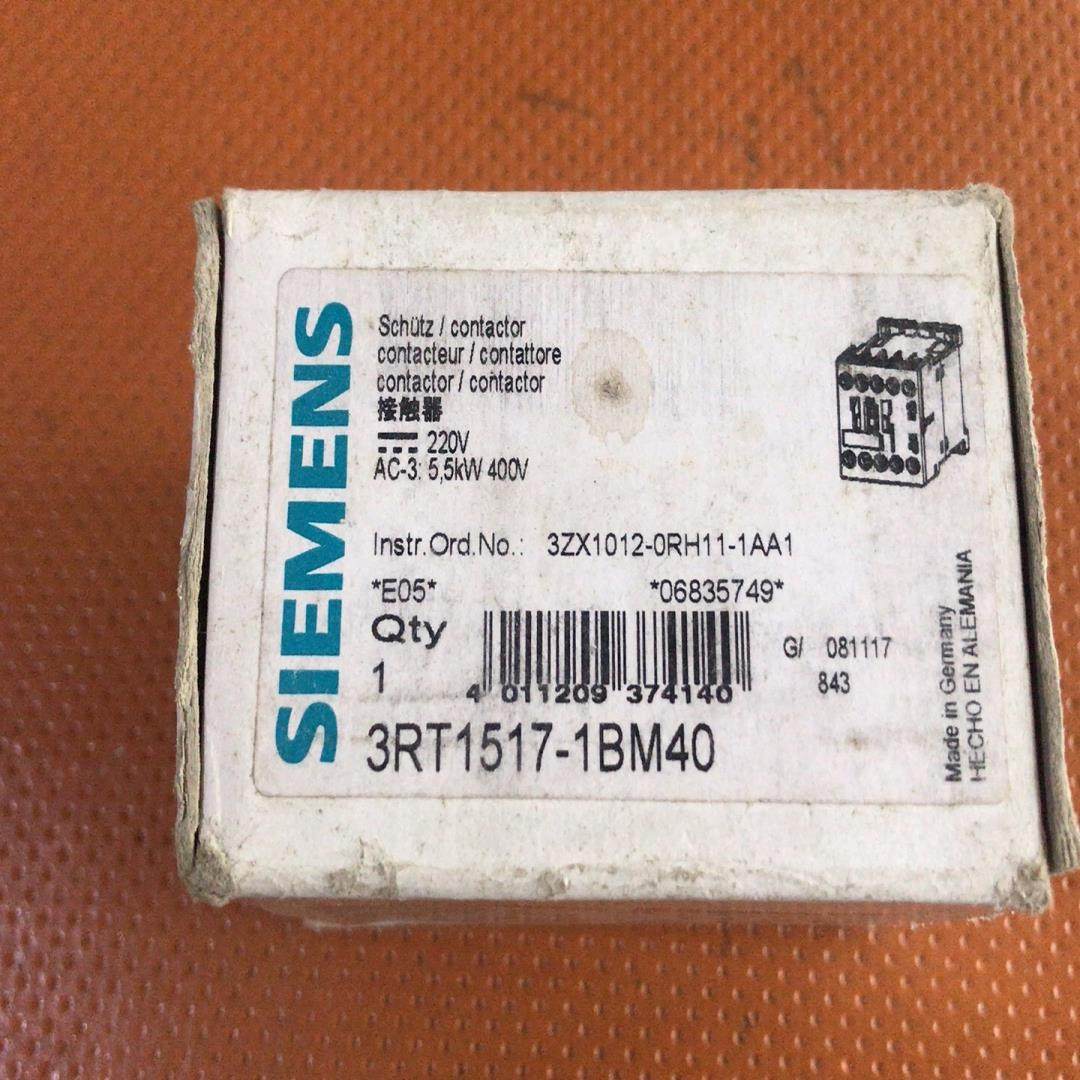 SIEMENS
Schütz / contactor
contacteur / contattore
contactor / contactor
接触器
220V
AC-3: 5,5kW 400V
Instr.Ord.No.: 3ZX1012-0RH11-1AA1
*E05* *06835749*
Qty
1
4 011209 374140
G/ 081117
843
3RT1517-1BM40
Made in Germany
HECHO EN ALEMANIA